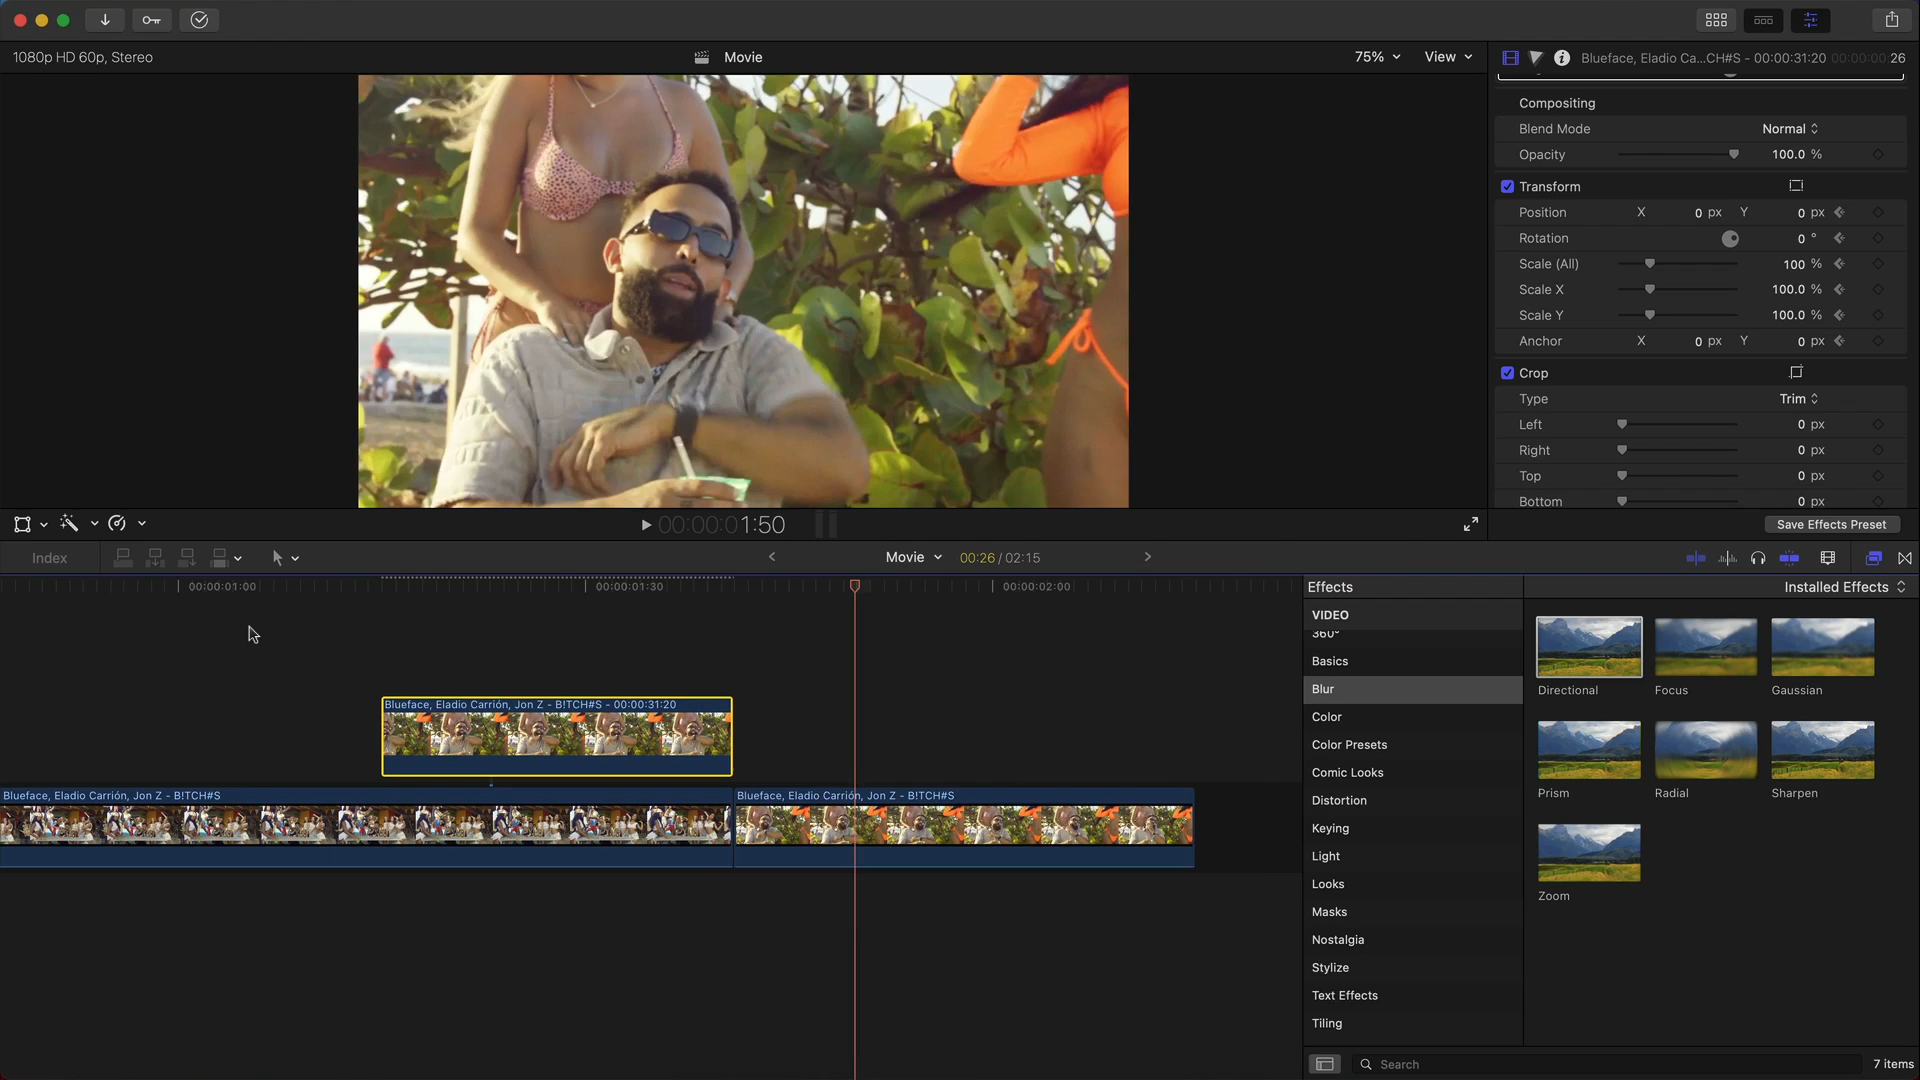 1080p HD 60p, Stereo
Movie
75%
View
Blueface, Eladio Ca...CH#S - 00:00:31:20
00:00:00:26
Compositing
Blend Mode
Normal
Opacity
100.0 %
Transform
Position X 0 px Y 0 px
Rotation 0 °
Scale (All) 100 %
Scale X 100.0 %
Scale Y 100.0 %
Anchor X 0 px Y 0 px
Crop
Type Trim
Left 0 px
Right 0 px
Top 0 px
Bottom 0 px
00:00:01:50
Save Effects Preset
Index
Movie
00:26 / 02:15
00:00:01:00
00:00:01:30
00:00:02:00
Blueface, Eladio Carrión, Jon Z - B!TCH#S - 00:00:31:20
Blueface, Eladio Carrión, Jon Z - B!TCH#S
Blueface, Eladio Carrión, Jon Z - B!TCH#S
Effects
Installed Effects
VIDEO
360°
Basics
Blur
Color
Color Presets
Comic Looks
Distortion
Keying
Light
Looks
Masks
Nostalgia
Stylize
Text Effects
Tiling
Directional
Focus
Gaussian
Prism
Radial
Sharpen
Zoom
Search
7 items